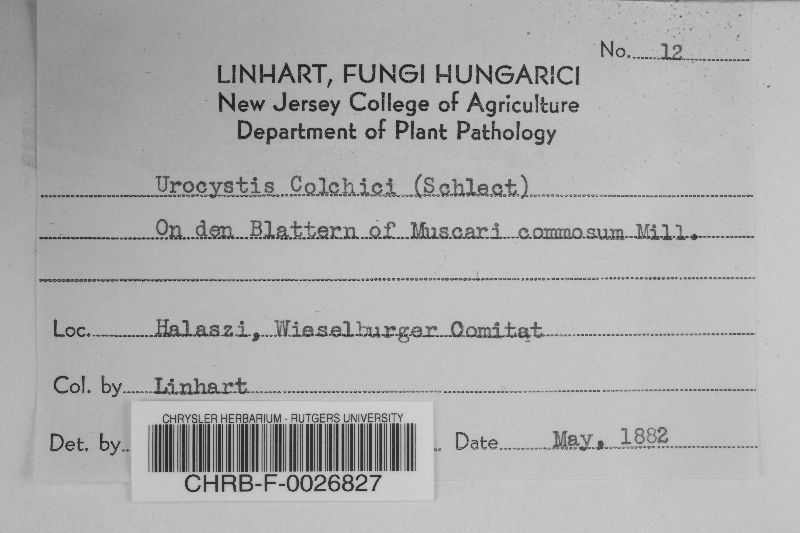 No. 12
LINHART, FUNGI HUNGARICI
New Jersey College of Agriculture
Department of Plant Pathology
Urocystis Colchici (Schlect)
On den Blattern of Muscari commosum Mill.
Loc. Halaszi, Wieselburger Comitat
Col. by Linhart
Det. by Date May, 1882
CHRYSLER HERBARIUM - RUTGERS UNIVERSITY
CHRB-F-0026827